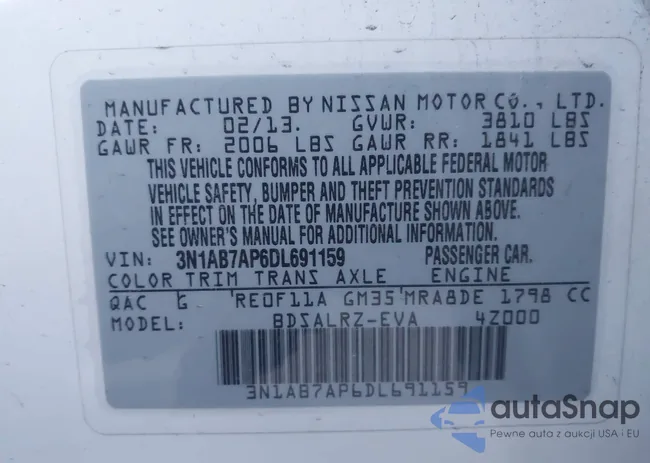 MANUFACTURED BY NISSAN MOTOR CO., LTD.
DATE: 02/13. GVWR: 3810 LBS
GAWR FR: 2006 LBS GAWR RR: 1841 LBS
THIS VEHICLE CONFORMS TO ALL APPLICABLE FEDERAL MOTOR
VEHICLE SAFETY, BUMPER AND THEFT PREVENTION STANDARDS
IN EFFECT ON THE DATE OF MANUFACTURE SHOWN ABOVE.
SEE OWNER'S MANUAL FOR ADDITIONAL INFORMATION.
VIN: 3N1AB7AP6DL691159 PASSENGER CAR.
COLOR TRIM TRANS AXLE ENGINE
QAC G RE0F11A GM35 MRA8DE 1798 CC
MODEL: BDSALRZ-EVA 4Z000
3N1AB7AP6DL691159
autaSnap
Pewne auta z aukcji USA i EU